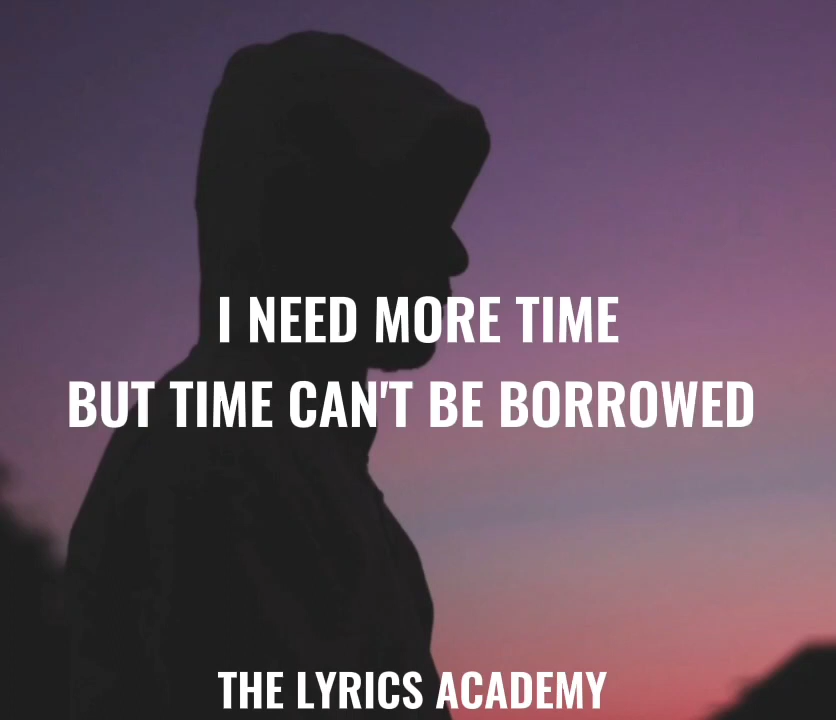 I NEED MORE TIME
BUT TIME CAN'T BE BORROWED
THE LYRICS ACADEMY